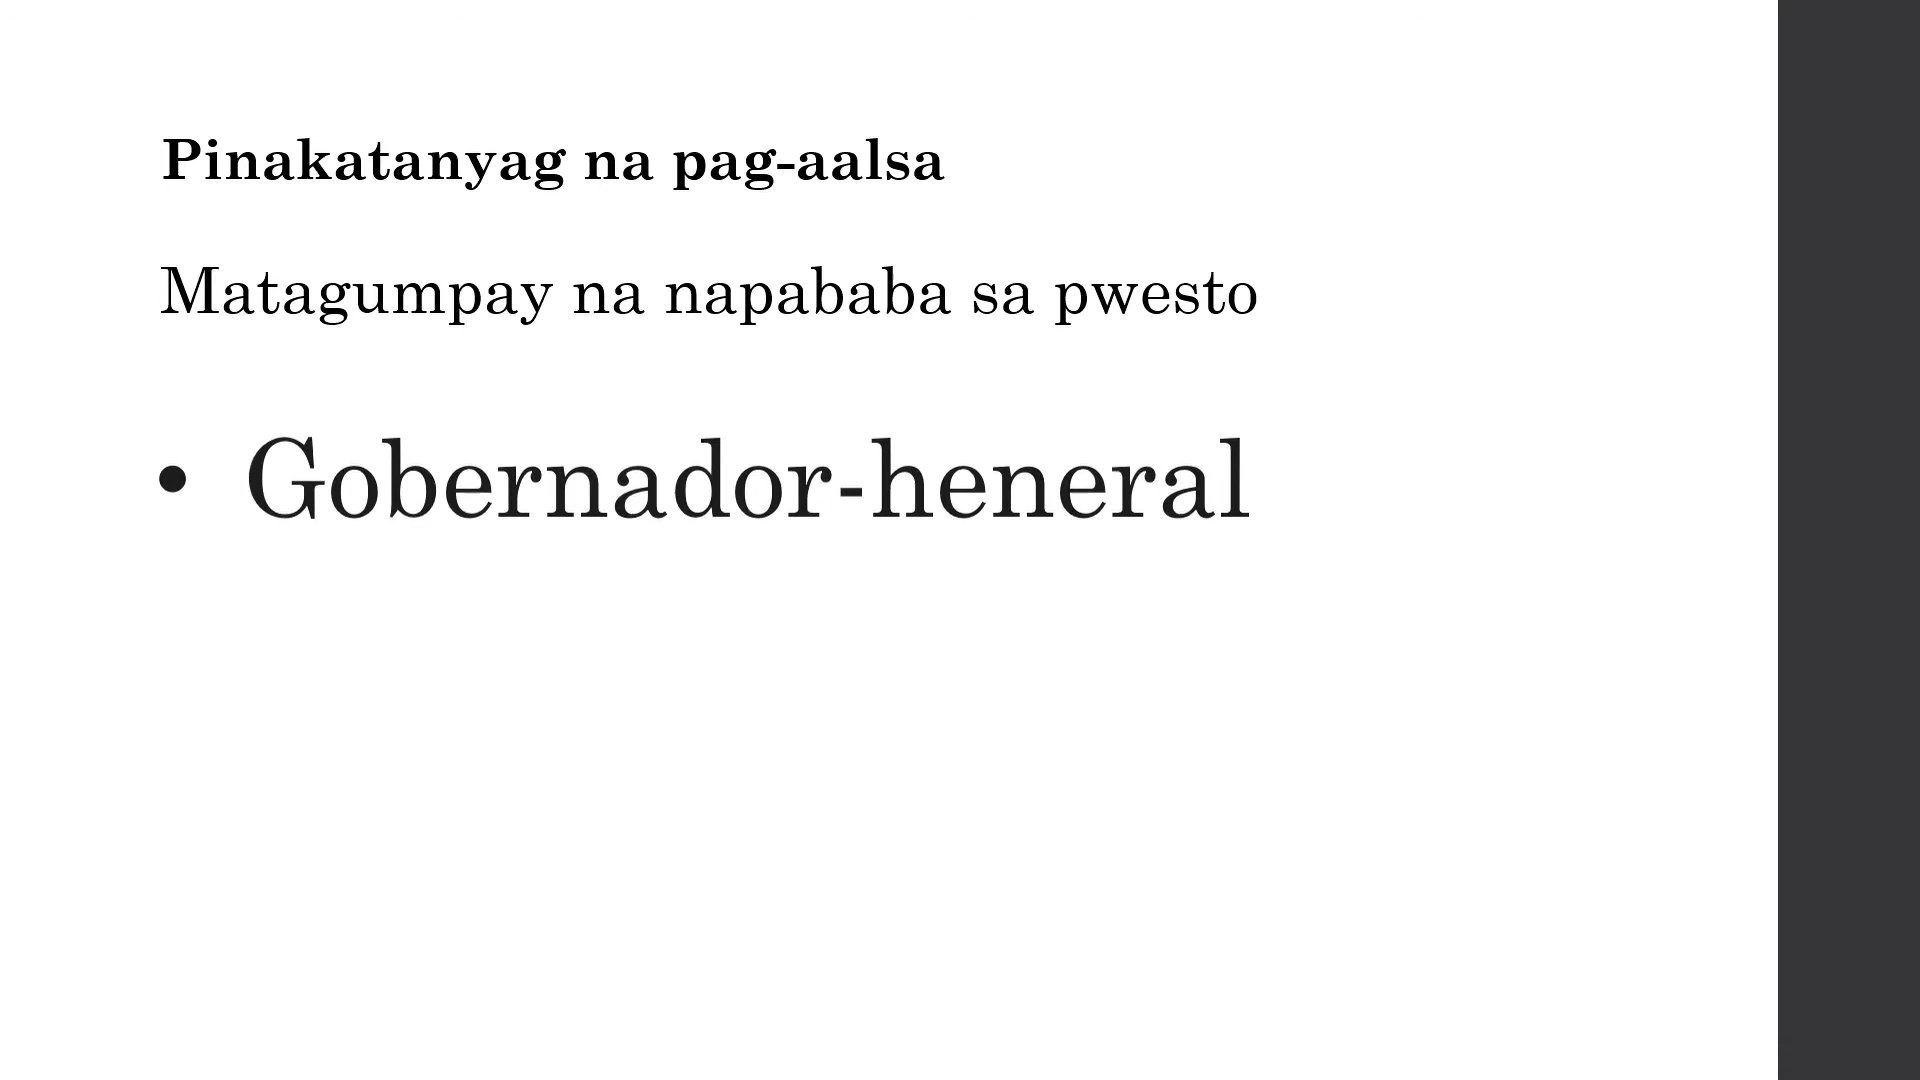 Pinakatanyag na pag-aalsa
Matagumpay na napababa sa pwesto
• Gobernador-heneral